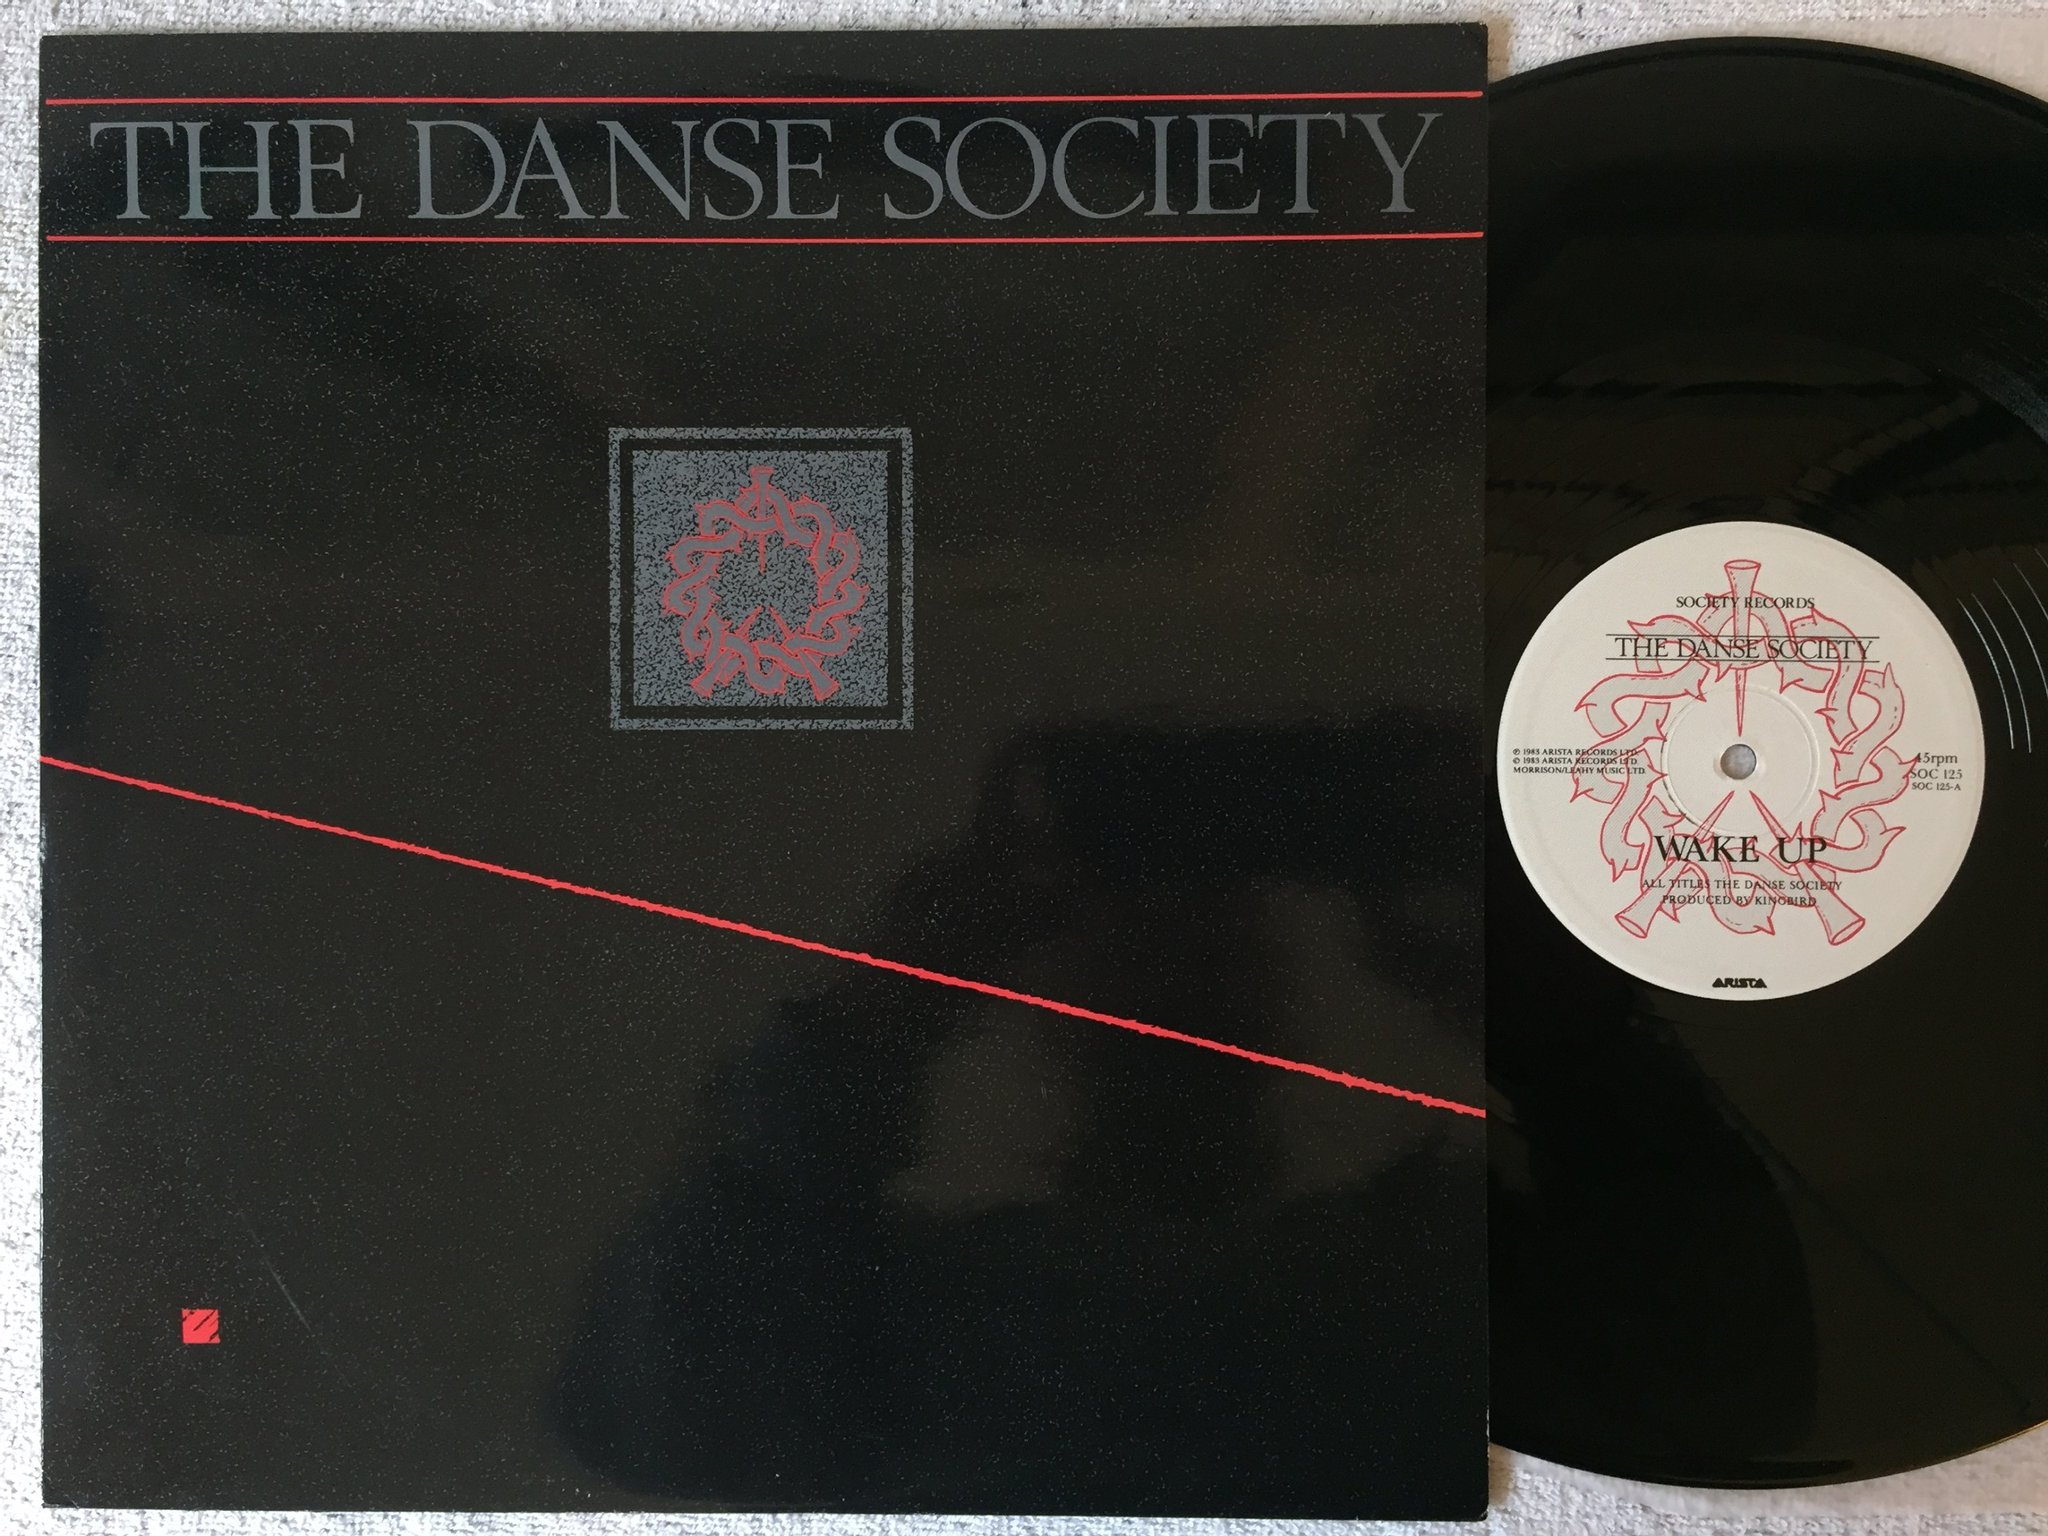 THE DANSE SOCIETY
SOCIETY RECORDS
THE DANSE SOCIETY
℗ 1983 ARISTA RECORDS LTD.
© 1983 ARISTA RECORDS LTD.
MORRISON/LEAHY MUSIC LTD.
45rpm
SOC 125
SOC 125-A
WAKE UP
ALL TITLES THE DANSE SOCIETY
PRODUCED BY KINGBIRD
ARISTA